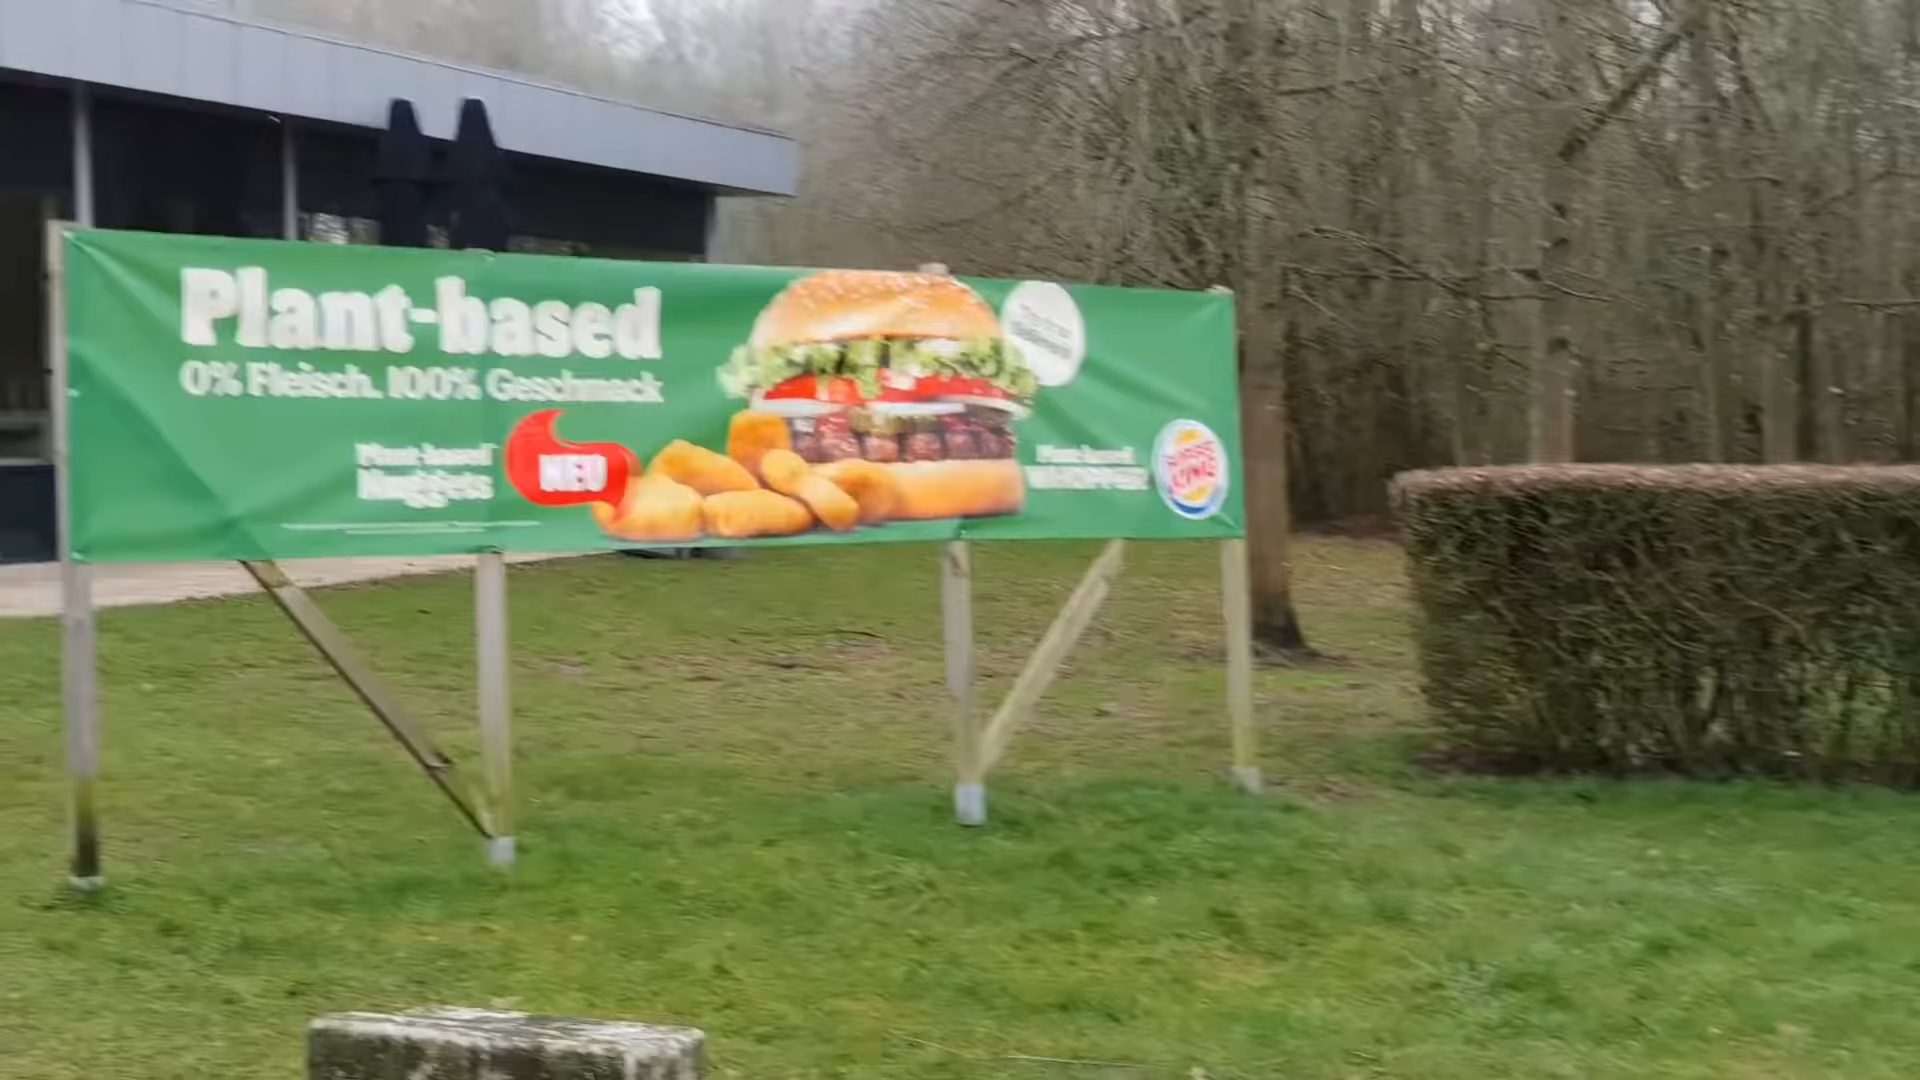 Plant-based
0% Fleisch. 100% Geschmack
Plant-based
Nuggets
NEU
Plant-based
WHOPPER
BURGER
KING